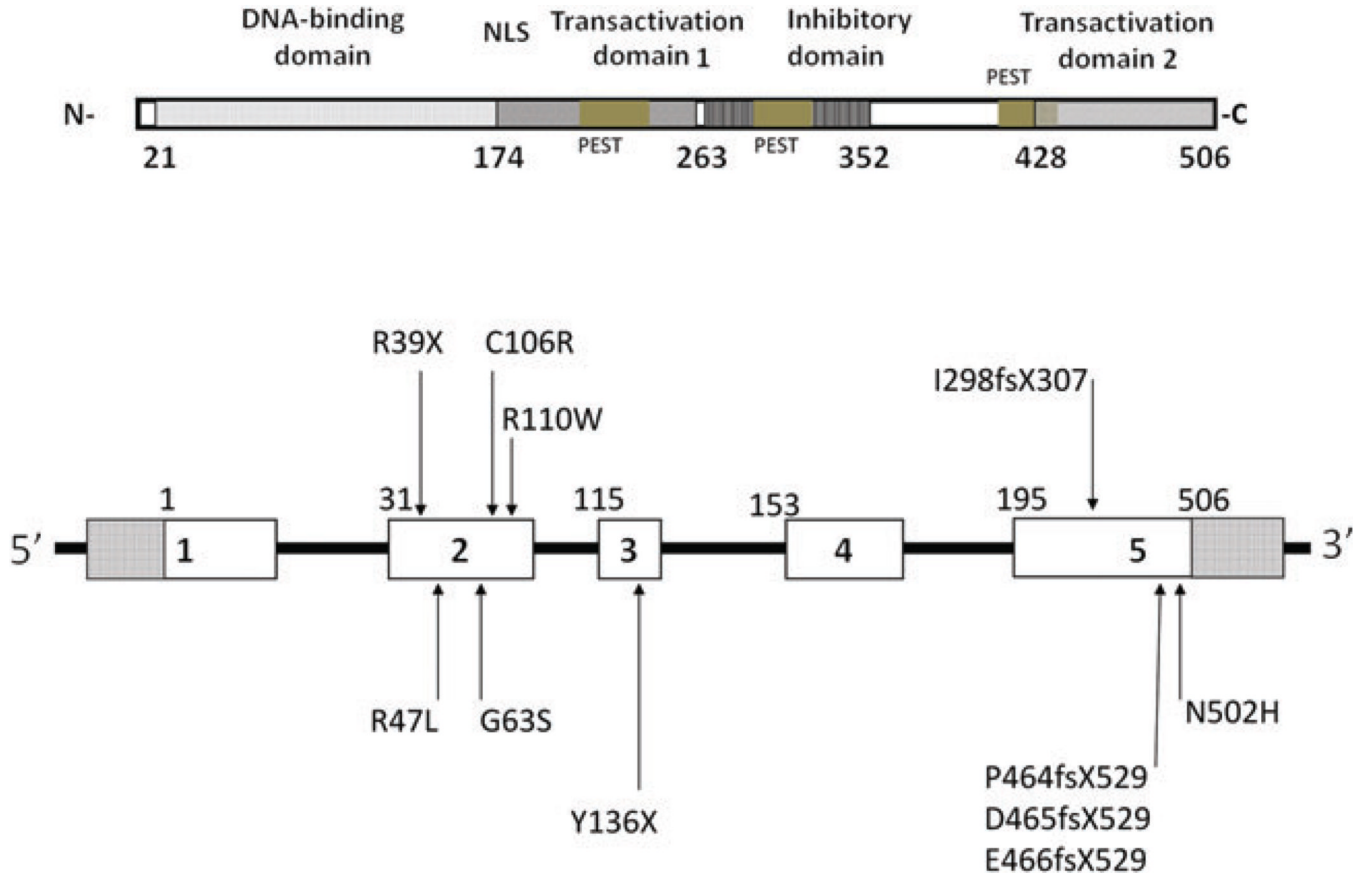 DNA-binding domain
NLS
Transactivation domain 1
Inhibitory domain
Transactivation domain 2
PEST
N-
-C
PEST
PEST
21
174
263
352
428
506
R39X
C106R
I298fsX307
R110W
1
31
115
153
195
506
5′
1
2
3
4
5
3′
R47L
G63S
N502H
P464fsX529
D465fsX529
E466fsX529
Y136X